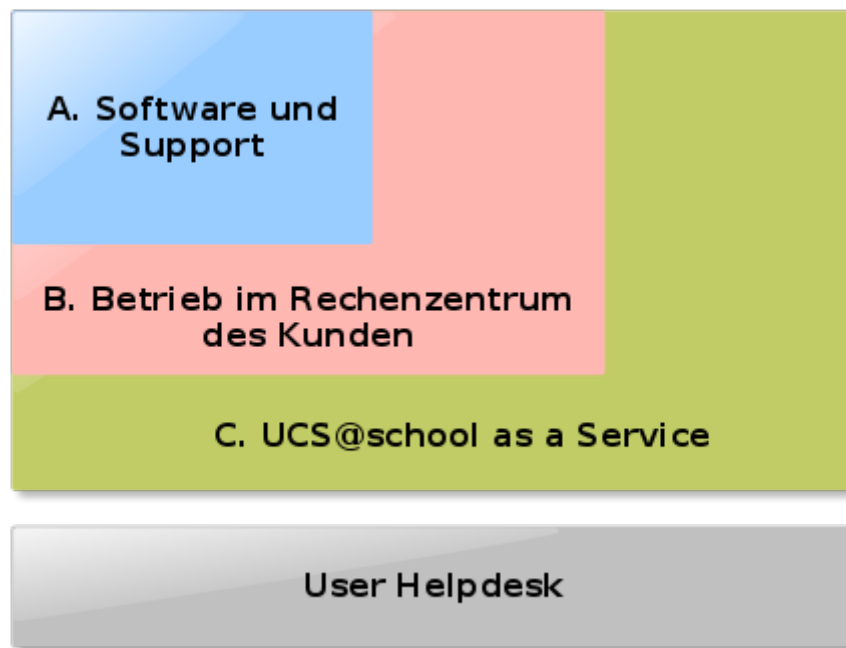 A. Software und
Support
B. Betrieb im Rechenzentrum
des Kunden
C. UCS@school as a Service
User Helpdesk